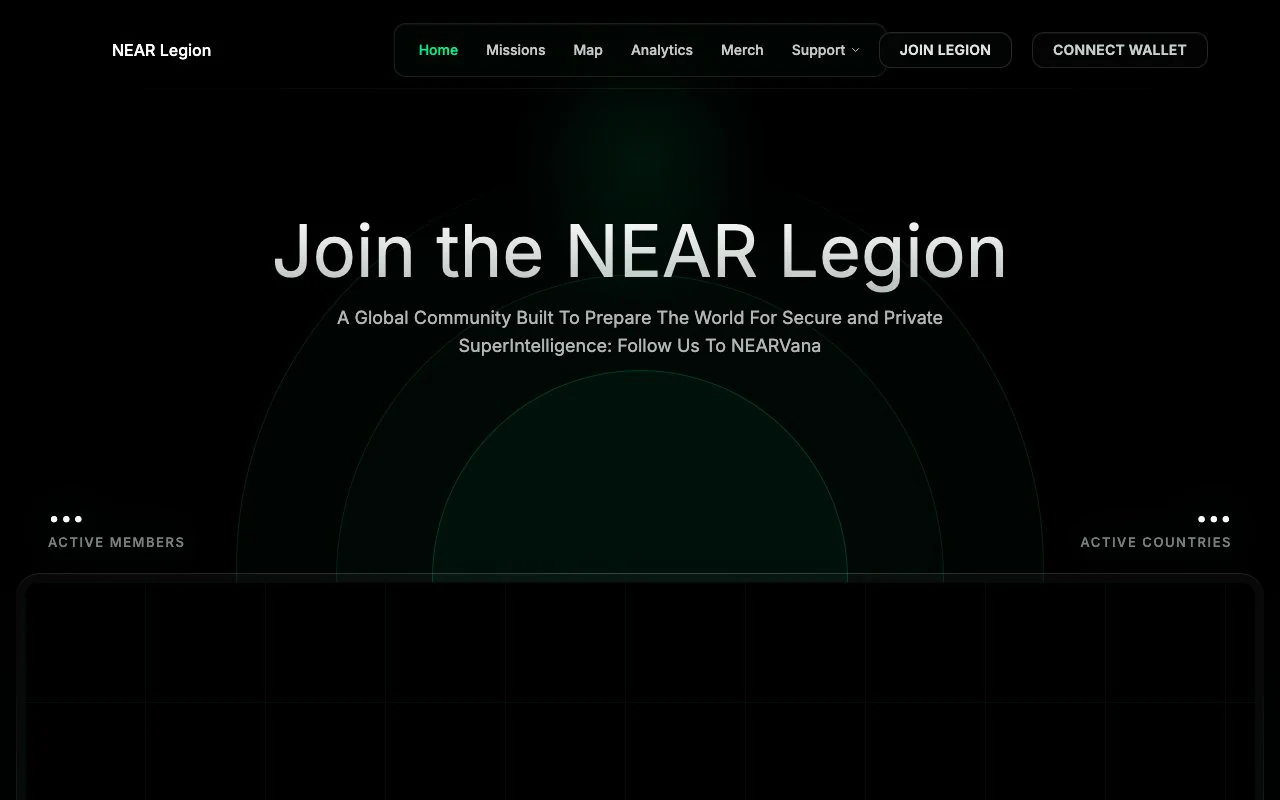 NEAR Legion
Home Missions Map Analytics Merch Support JOIN LEGION CONNECT WALLET
Join the NEAR Legion
A Global Community Built To Prepare The World For Secure and Private
SuperIntelligence: Follow Us To NEARVana
ACTIVE MEMBERS
ACTIVE COUNTRIES